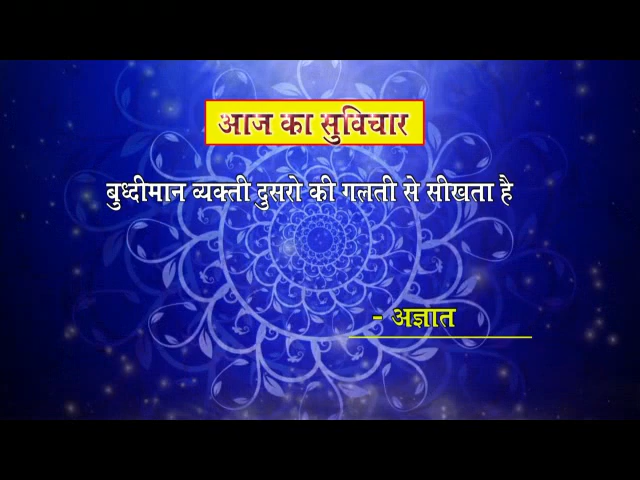 आज का सुविचार
बुध्दीमान व्यक्ती दुसरो की गलती से सीखता है
- अज्ञात